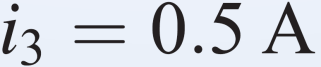 i₃ = 0.5 A